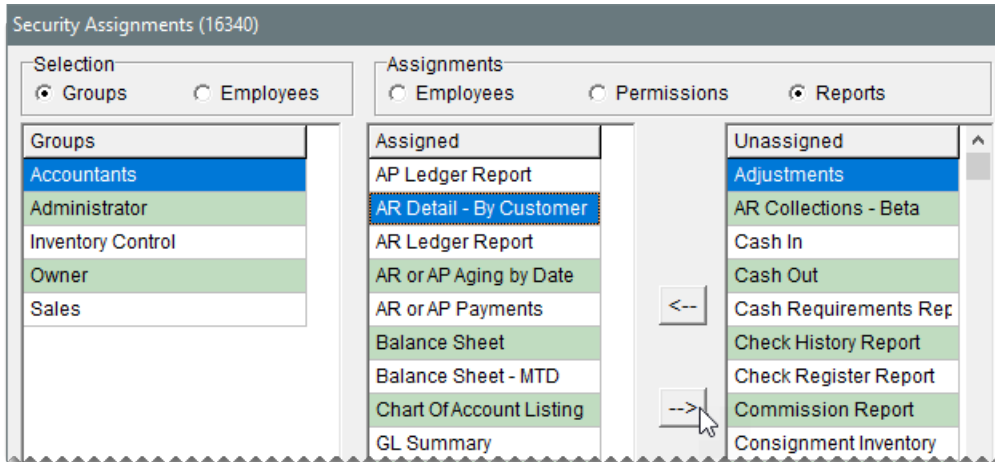 Security Assignments (16340)
Selection
Groups
Employees
Assignments
Employees
Permissions
Reports
Groups
Accountants
Administrator
Inventory Control
Owner
Sales
Assigned
AP Ledger Report
AR Detail - By Customer
AR Ledger Report
AR or AP Aging by Date
AR or AP Payments
Balance Sheet
Balance Sheet - MTD
Chart Of Account Listing
GL Summary
<--
-->
Unassigned
Adjustments
AR Collections - Beta
Cash In
Cash Out
Cash Requirements Rep
Check History Report
Check Register Report
Commission Report
Consignment Inventory